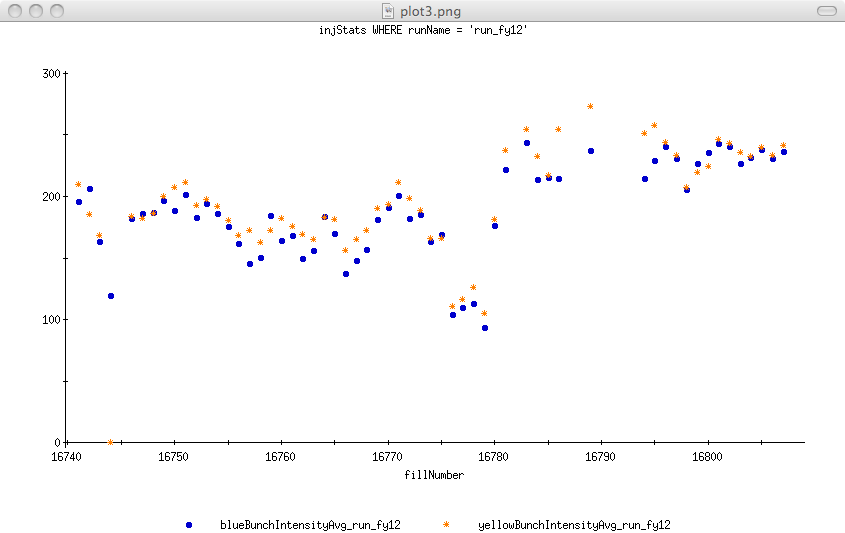 plot3.png
injStats WHERE runName = 'run_fy12'
300
200
100
0
16740 16750 16760 16770 16780 16790 16800
fillNumber
blueBunchIntensityAvg_run_fy12 yellowBunchIntensityAvg_run_fy12